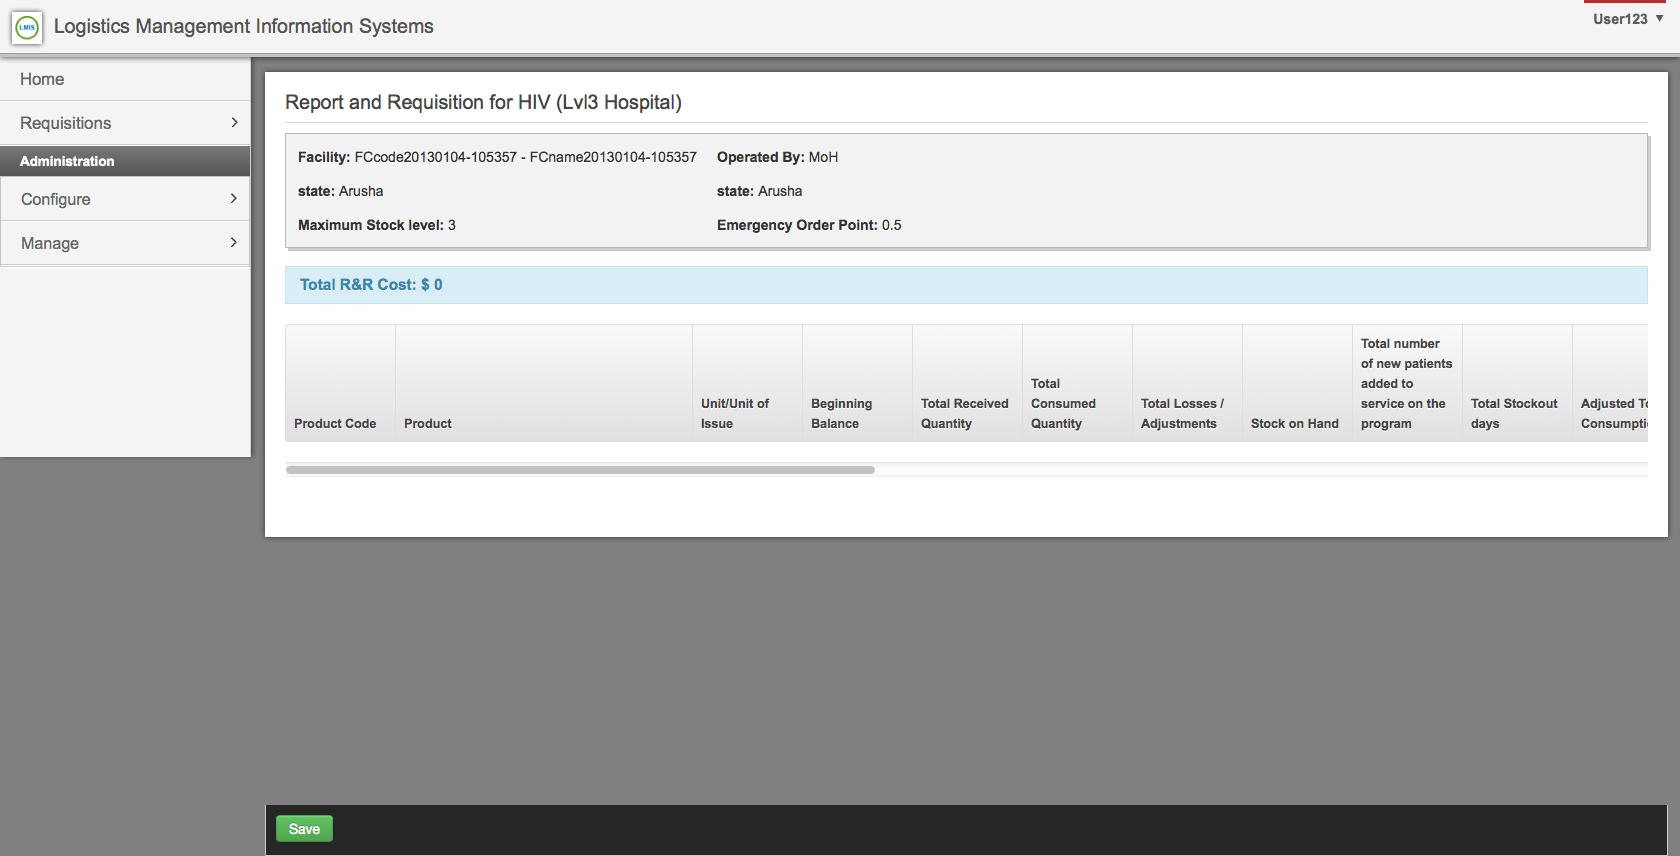 LMIS
Logistics Management Information Systems
User123
Home
Requisitions
Administration
Configure
Manage
Report and Requisition for HIV (Lvl3 Hospital)
Facility: FCcode20130104-105357 - FCname20130104-105357 Operated By: MoH
state: Arusha state: Arusha
Maximum Stock level: 3 Emergency Order Point: 0.5
Total R&R Cost: $ 0
Product Code
Product
Unit/Unit of
Issue
Beginning
Balance
Total Received
Quantity
Total
Consumed
Quantity
Total Losses /
Adjustments
Stock on Hand
Total number
of new patients
added to
service on the
program
Total Stockout
days
Adjusted To
Consumpti
Save